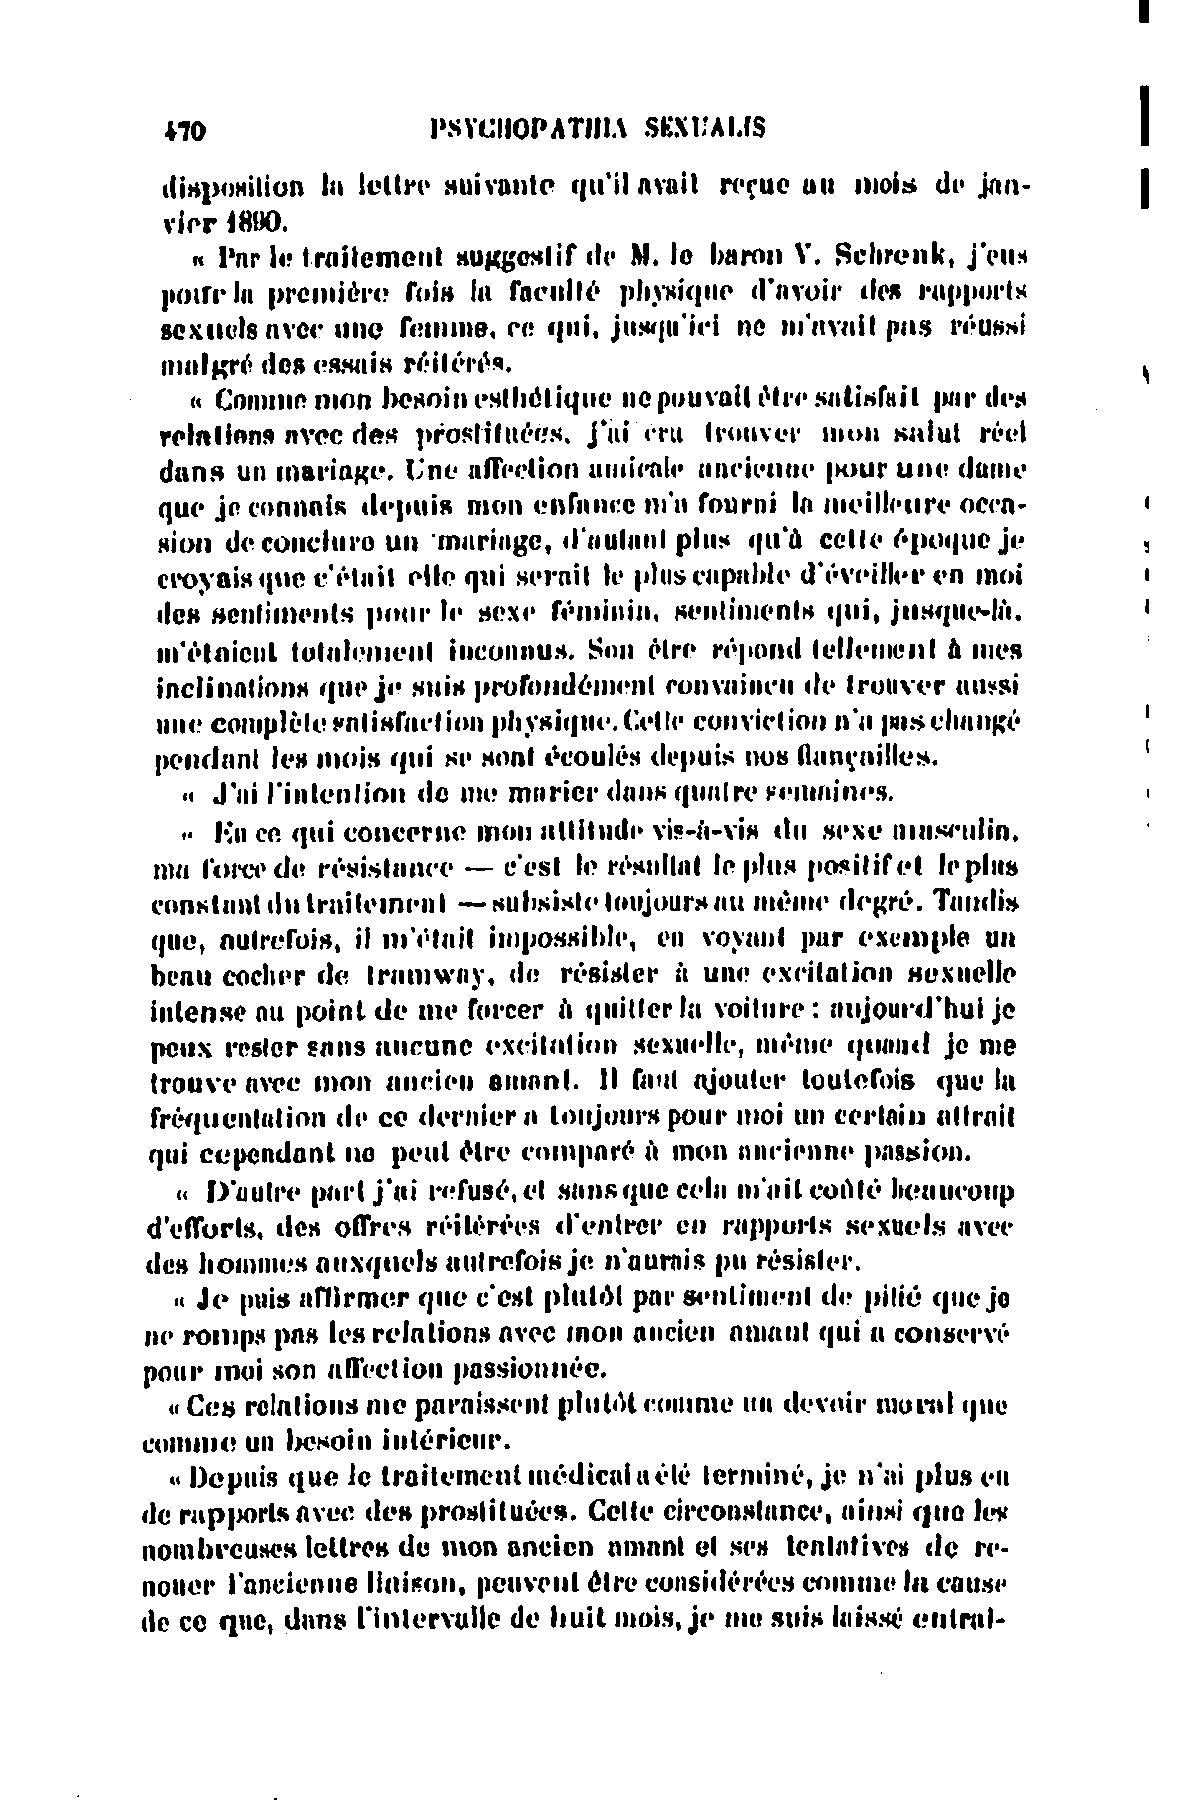 470 PSYCHOPATHIA SEXUALIS
disposition la lettre suivante qu'il avait reçue au mois de jan-
vier 1890.
« Par le traitement suggestif de M. le baron V. Schrenk, j'eus
pour la première fois la faculté physique d'avoir des rapports
sexuels avec une femme, ce qui, jusqu'ici ne m'avait pas réussi
malgré des essais réitérés.
« Comme mon besoin esthétique ne pouvait être satisfait par des
relations avec des prostituées, j'ai cru trouver mon salut réel
dans un mariage. Une affection amicale ancienne pour une dame
que je connais depuis mon enfance m'a fourni la meilleure occa-
sion de conclure un mariage, d'autant plus qu'à cette époque je
croyais que c'était elle qui serait le plus capable d'éveiller en moi
des sentiments pour le sexe féminin, sentiments qui, jusque-là,
m'étaient totalement inconnus. Son être répond tellement à mes
inclinations que je suis profondément convaincu de trouver aussi
une complète satisfaction physique. Cette conviction n'a pas changé
pendant les mois qui se sont écoulés depuis nos fiançailles.
« J'ai l'intention de me marier dans quatre semaines.
« En ce qui concerne mon attitude vis-à-vis du sexe masculin,
ma force de résistance — c'est le résultat le plus positif et le plus
constant du traitement — subsiste toujours au même degré. Tandis
que, autrefois, il m'était impossible, en voyant par exemple un
beau cocher de tramway, de résister à une excitation sexuelle
intense au point de me forcer à quitter la voiture : aujourd'hui je
peux rester sans aucune excitation sexuelle, même quand je me
trouve avec mon ancien amant. Il faut ajouter toutefois que la
fréquentation de ce dernier a toujours pour moi un certain attrait
qui cependant ne peut être comparé à mon ancienne passion.
« D'autre part j'ai refusé, et sans que cela m'ait coûté beaucoup
d'efforts, des offres réitérées d'entrer en rapports sexuels avec
des hommes auxquels autrefois je n'aurais pu résister.
« Je puis affirmer que c'est plutôt par sentiment de pitié que je
ne romps pas les relations avec mon ancien amant qui a conservé
pour moi son affection passionnée.
« Ces relations me paraissent plutôt comme un devoir moral que
comme un besoin intérieur.
« Depuis que le traitement médical a été terminé, je n'ai plus eu
de rapports avec des prostituées. Cette circonstance, ainsi que les
nombreuses lettres de mon ancien amant et ses tentatives de re-
nouer l'ancienne liaison, peuvent être considérées comme la cause
de ce que, dans l'intervalle de huit mois, je me suis laissé entraî-